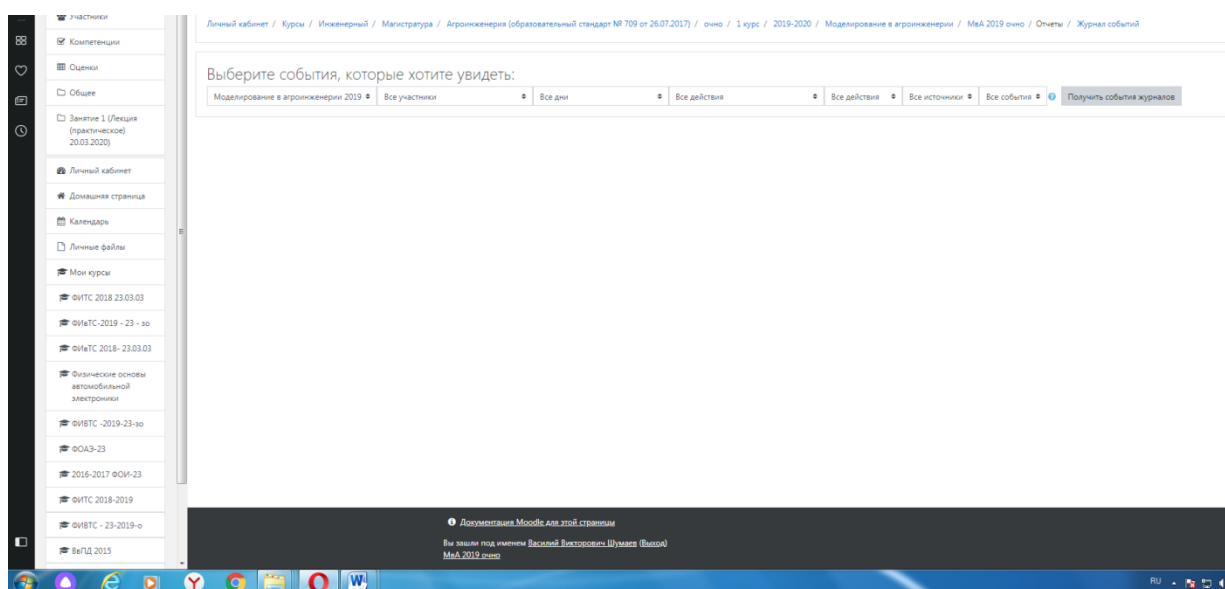 Участники
Компетенции
Оценки
Общее
Занятие 1 (Лекция
(практическое)
20.03.2020)
Личный кабинет
Домашняя страница
Календарь
Личные файлы
Мои курсы
ФИТС 2018 23.03.03
ФИвТС-2019 - 23 - зо
ФИвТС 2018- 23.03.03
Физические основы
автомобильной
электроники
ФИВТС -2019-23-зо
ФОАЭ-23
2016-2017 ФОИ-23
ФИТС 2018-2019
ФИВТС - 23-2019-о
ВвПД 2015
Личный кабинет / Курсы / Инженерный / Магистратура / Агроинженерия (образовательный стандарт № 709 от 26.07.2017) / очно / 1 курс / 2019-2020 / Моделирование в агроинженерии / МвА 2019 очно / Отчеты / Журнал событий
Выберите события, которые хотите увидеть:
Моделирование в агроинженерии 2019 Все участники Все дни Все действия Все действия Все источники Все события Получить события журналов
Документация Moodle для этой страницы
Вы зашли под именем Василий Викторович Шумаев (Выход)
МвА 2019 очно
RU